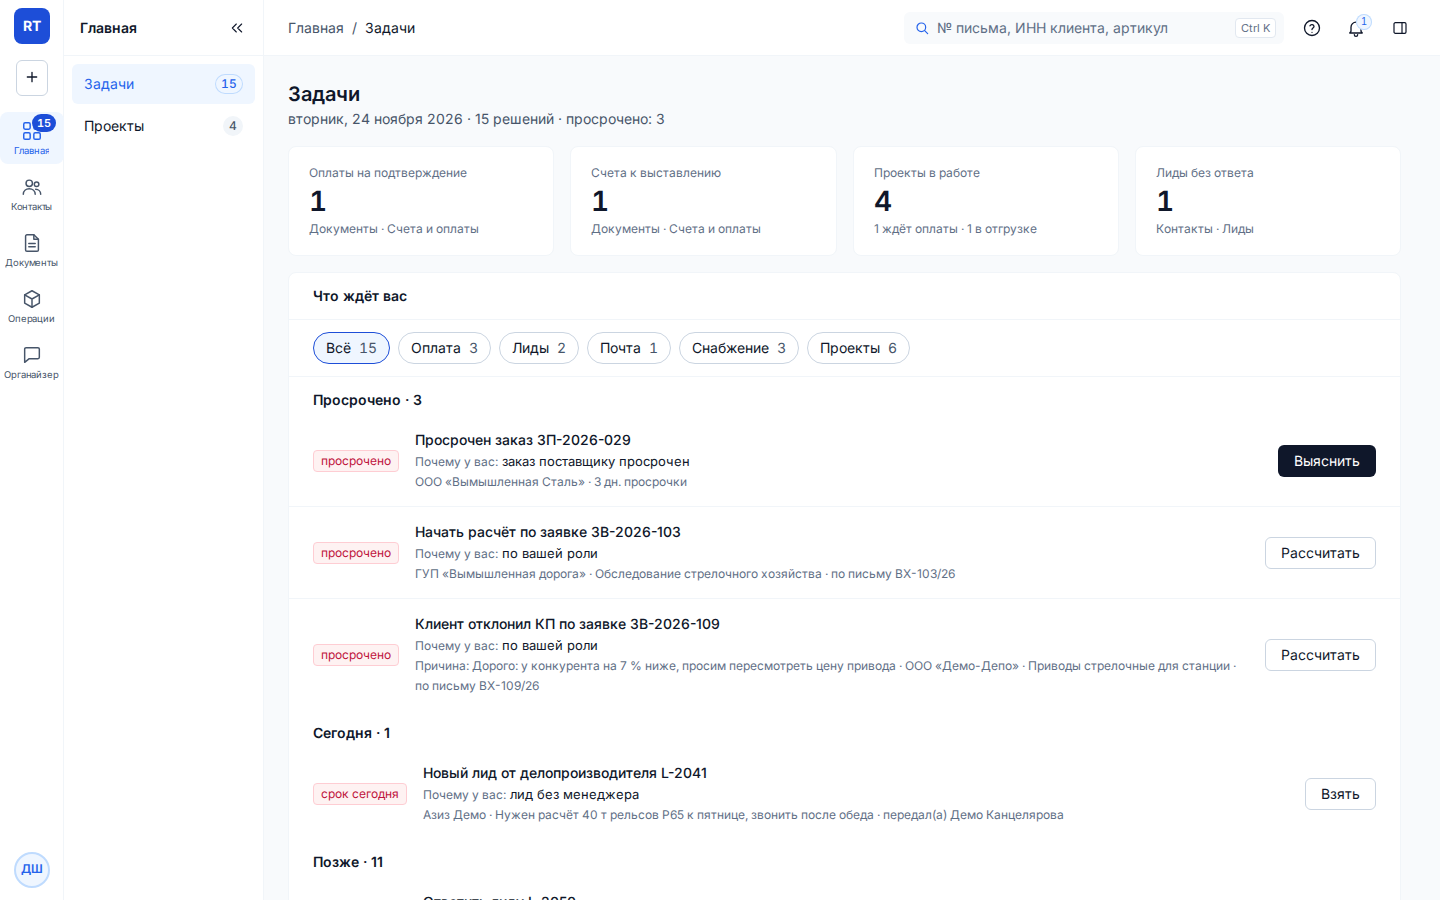 RT
Главная
Главная / Задачи
№ письма, ИНН клиента, артикул
Ctrl K
1
+
15
Главная
Контакты
Документы
Операции
Органайзер
ДШ
Задачи 15
Проекты 4
Задачи
вторник, 24 ноября 2026 · 15 решений · просрочено: 3
Оплаты на подтверждение
1
Документы · Счета и оплаты
Счета к выставлению
1
Документы · Счета и оплаты
Проекты в работе
4
1 ждёт оплаты · 1 в отгрузке
Лиды без ответа
1
Контакты · Лиды
Что ждёт вас
Всё 15
Оплата 3
Лиды 2
Почта 1
Снабжение 3
Проекты 6
Просрочено · 3
просрочено
Просрочен заказ ЗП-2026-029
Почему у вас: заказ поставщику просрочен
ООО «Вымышленная Сталь» · 3 дн. просрочки
Выяснить
просрочено
Начать расчёт по заявке ЗВ-2026-103
Почему у вас: по вашей роли
ГУП «Вымышленная дорога» · Обследование стрелочного хозяйства · по письму ВХ-103/26
Рассчитать
просрочено
Клиент отклонил КП по заявке ЗВ-2026-109
Почему у вас: по вашей роли
Причина: Дорого: у конкурента на 7 % ниже, просим пересмотреть цену привода · ООО «Демо-Депо» · Приводы стрелочные для станции ·
по письму ВХ-109/26
Рассчитать
Сегодня · 1
срок сегодня
Новый лид от делопроизводителя L-2041
Почему у вас: лид без менеджера
Азиз Демо · Нужен расчёт 40 т рельсов Р65 к пятнице, звонить после обеда · передал(а) Демо Канцелярова
Взять
Позже · 11